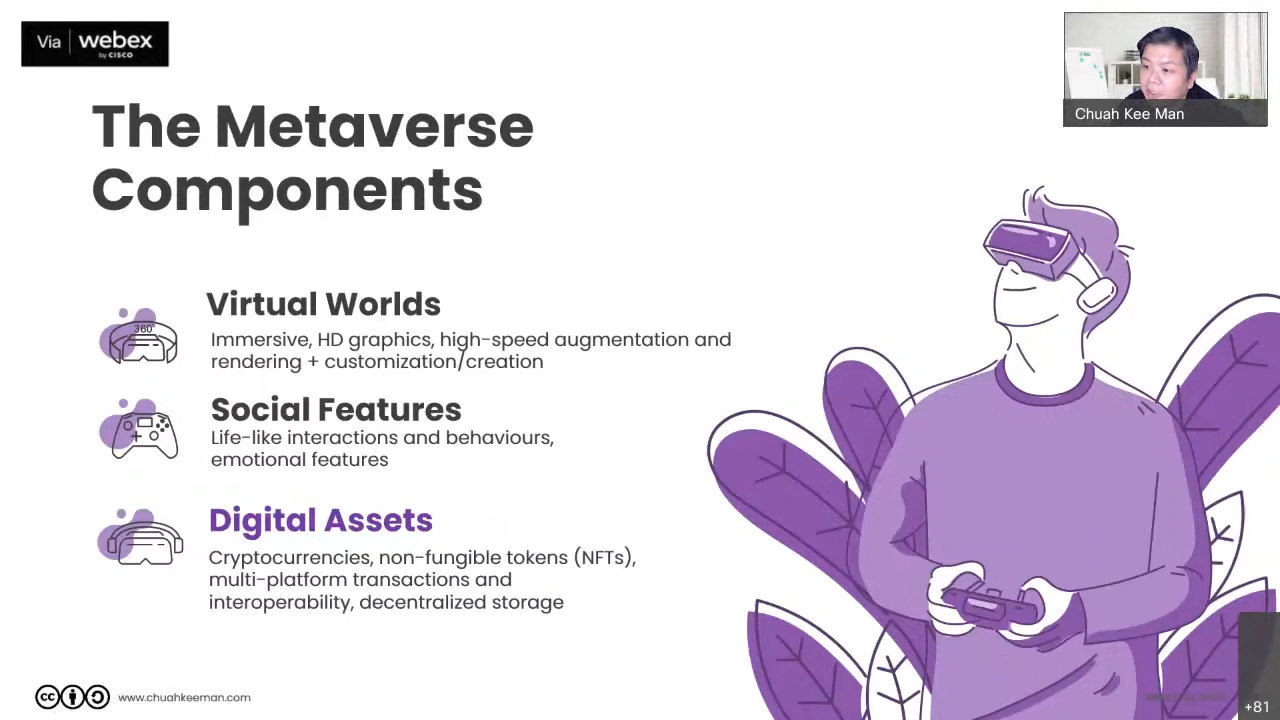 Via | webex
by CISCO
Chuah Kee Man
The Metaverse
Components
360°
Virtual Worlds
Immersive, HD graphics, high-speed augmentation and
rendering + customization/creation
Social Features
Life-like interactions and behaviours,
emotional features
Digital Assets
Cryptocurrencies, non-fungible tokens (NFTs),
multi-platform transactions and
interoperability, decentralized storage
cc
www.chuahkeeman.com
+81